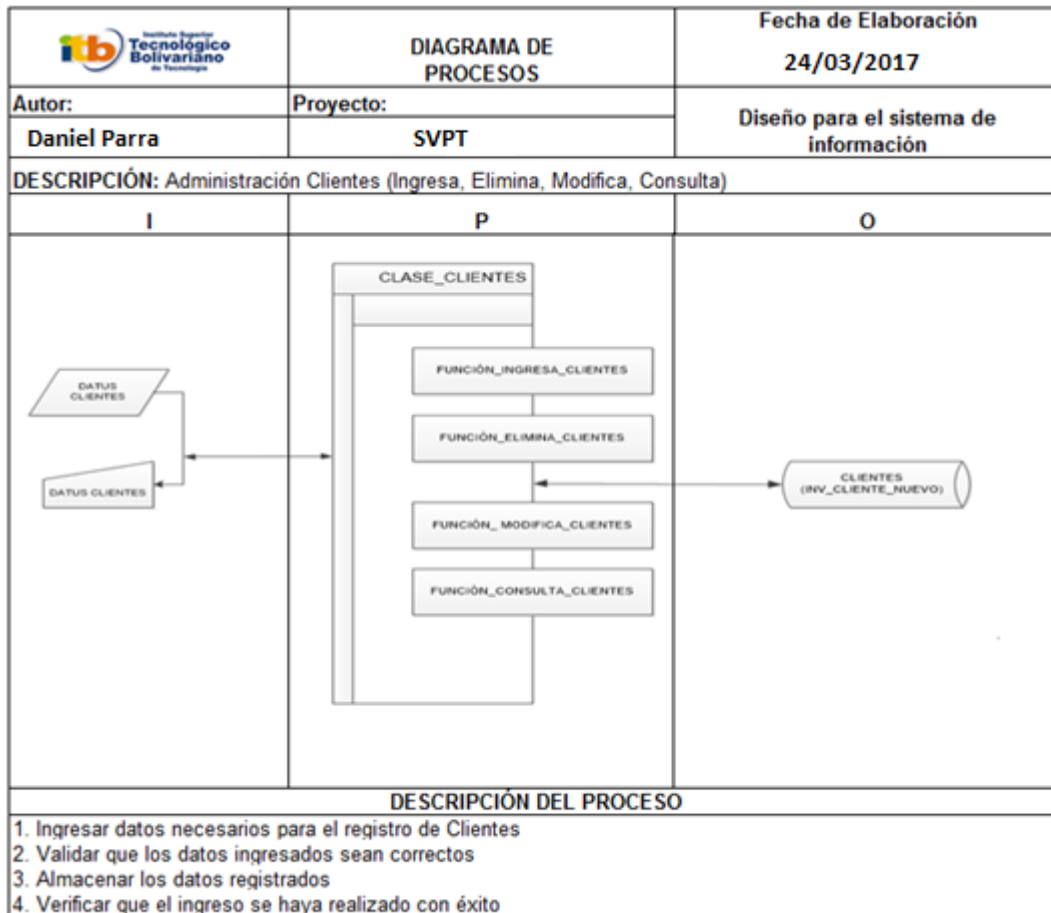 itb Instituto Superior
Tecnológico
Bolivariano
de Tecnología
DIAGRAMA DE
PROCESOS
Fecha de Elaboración
24/03/2017
Autor:
Daniel Parra
Proyecto:
SVPT
Diseño para el sistema de
información
DESCRIPCIÓN: Administración Clientes (Ingresa, Elimina, Modifica, Consulta)
I
P
O
DATUS
CLIENTES
DATUS CLIENTES
CLASE_CLIENTES
FUNCIÓN_INGRESA_CLIENTES
FUNCIÓN_ELIMINA_CLIENTES
FUNCIÓN_ MODIFICA_CLIENTES
FUNCIÓN_CONSULTA_CLIENTES
CLIENTES
(INV_CLIENTE_NUEVO)
DESCRIPCIÓN DEL PROCESO
1. Ingresar datos necesarios para el registro de Clientes
2. Validar que los datos ingresados sean correctos
3. Almacenar los datos registrados
4. Verificar que el ingreso se haya realizado con éxito